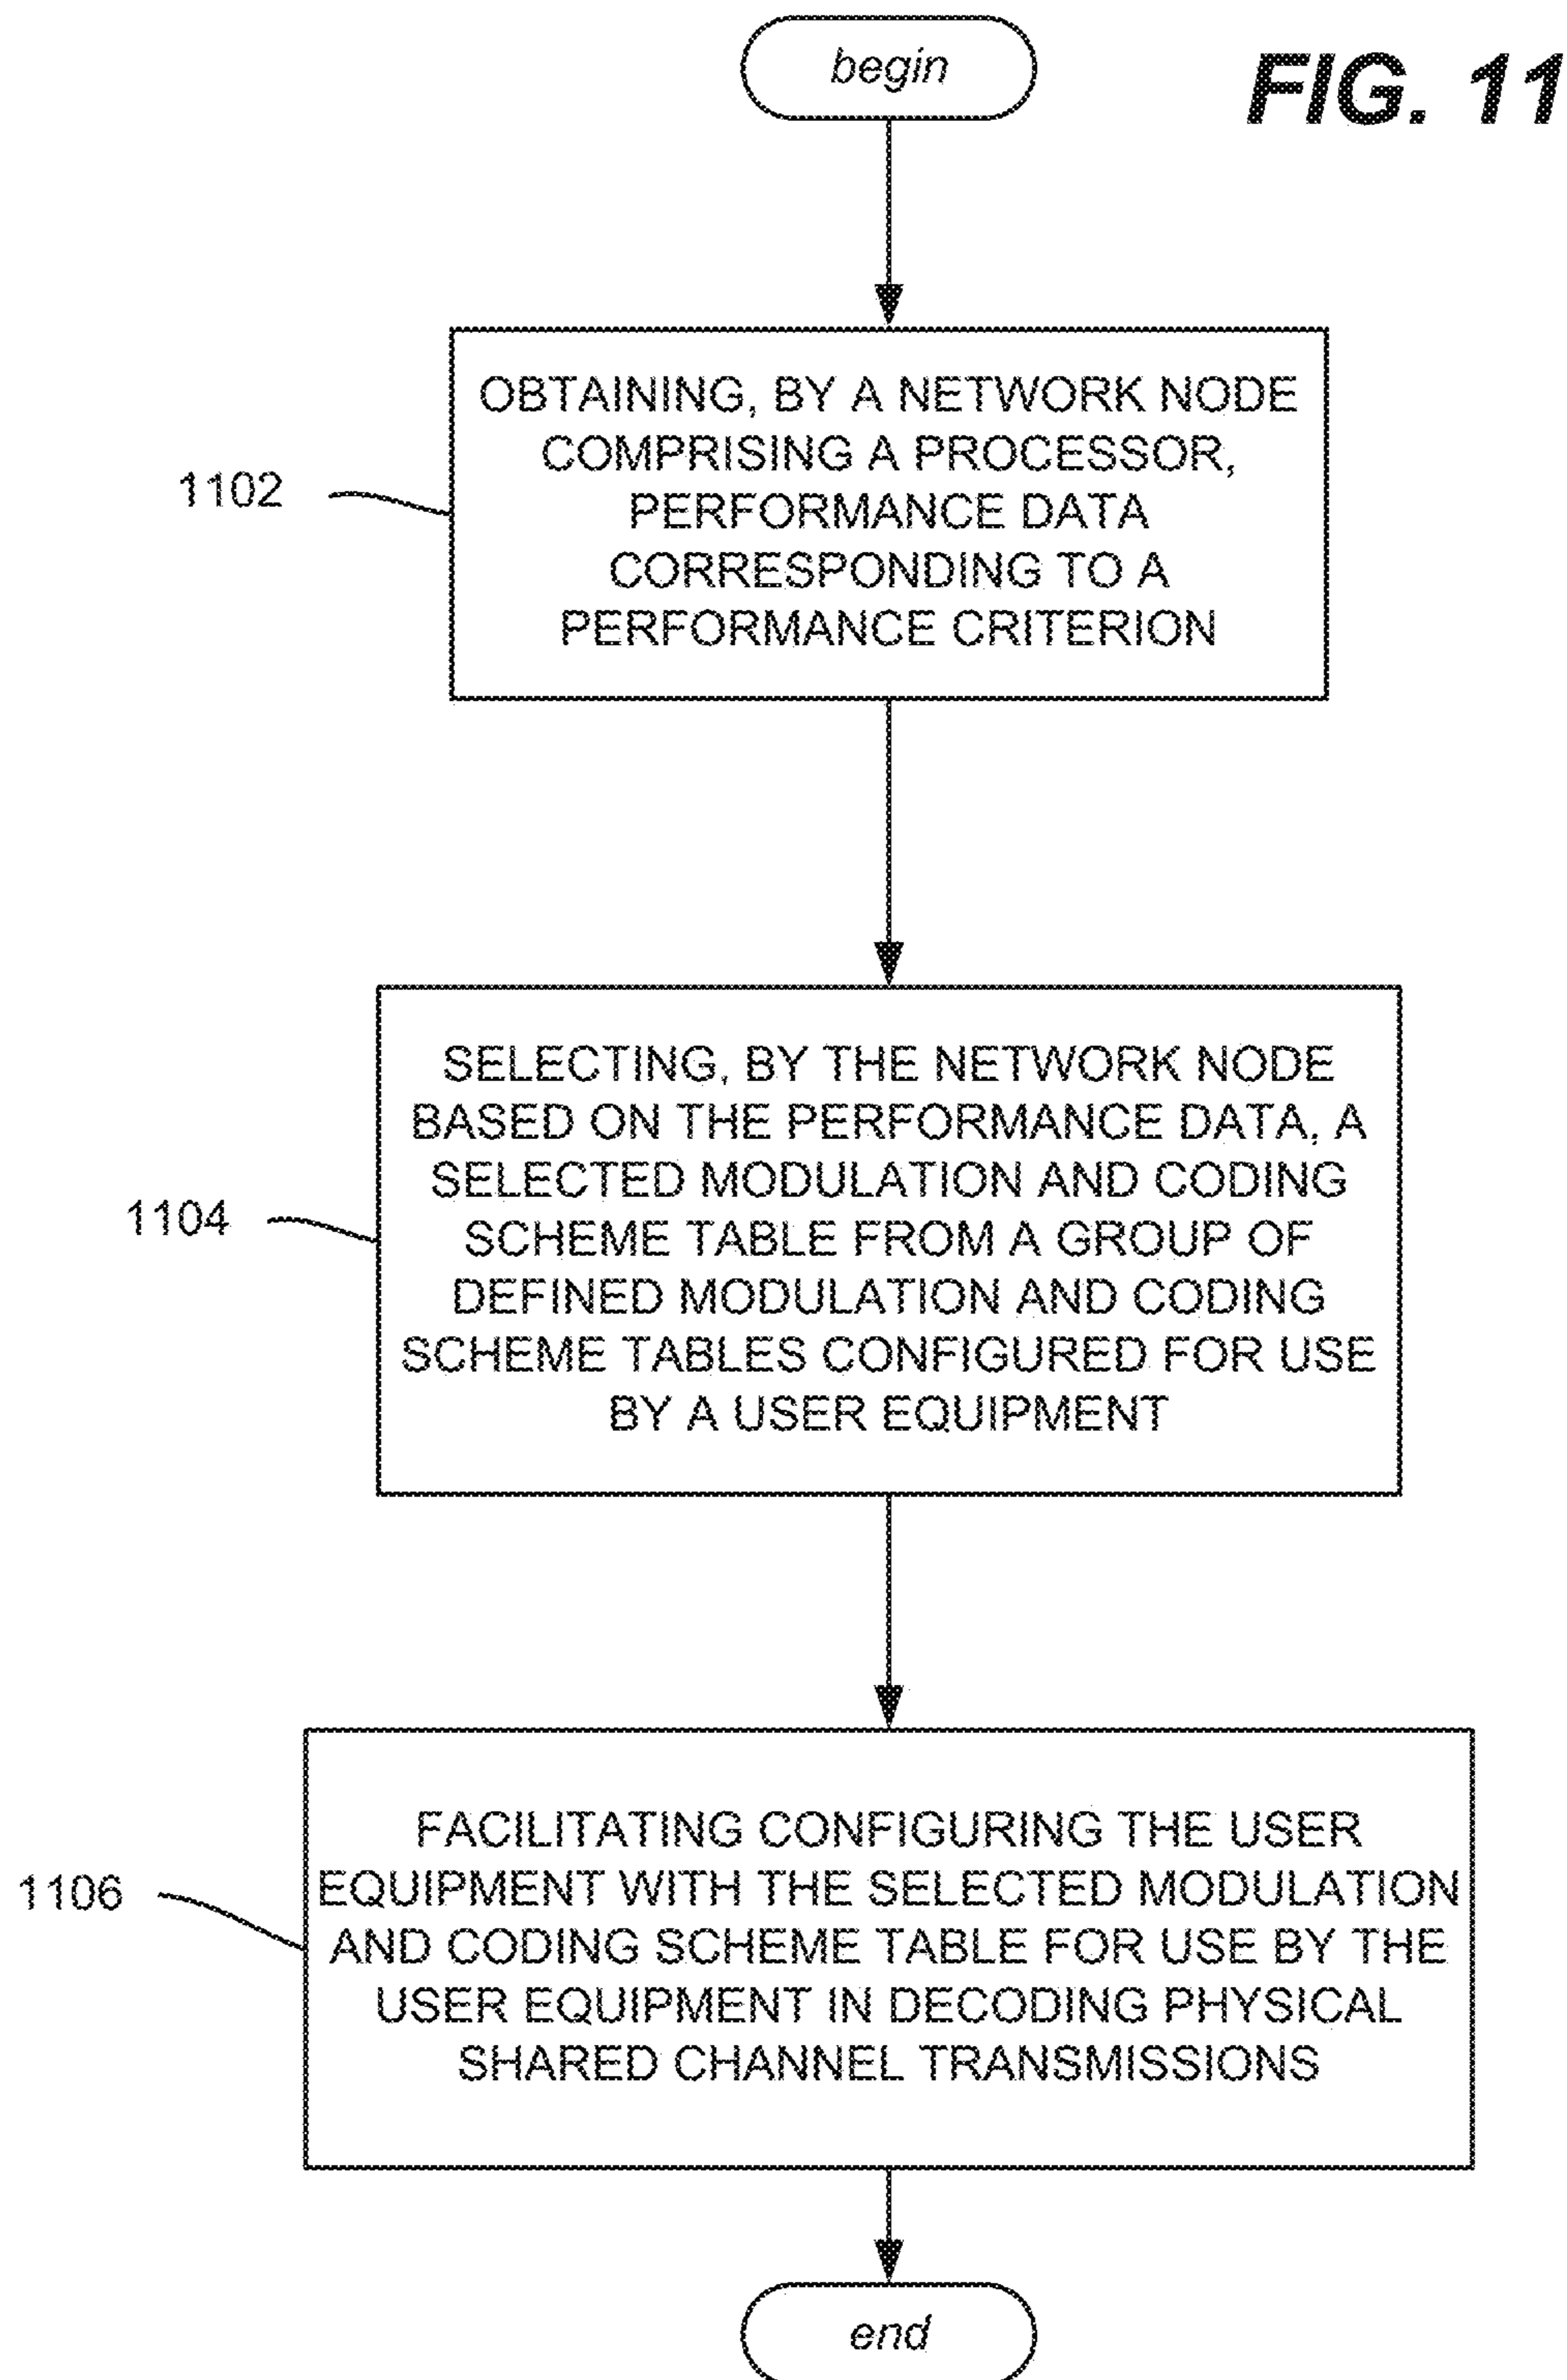 begin
FIG. 11
OBTAINING, BY A NETWORK NODE
COMPRISING A PROCESSOR,
PERFORMANCE DATA
CORRESPONDING TO A
PERFORMANCE CRITERION
1102
SELECTING, BY THE NETWORK NODE
BASED ON THE PERFORMANCE DATA, A
SELECTED MODULATION AND CODING
SCHEME TABLE FROM A GROUP OF
DEFINED MODULATION AND CODING
SCHEME TABLES CONFIGURED FOR USE
BY A USER EQUIPMENT
1104
FACILITATING CONFIGURING THE USER
EQUIPMENT WITH THE SELECTED MODULATION
AND CODING SCHEME TABLE FOR USE BY THE
USER EQUIPMENT IN DECODING PHYSICAL
SHARED CHANNEL TRANSMISSIONS
1106
end